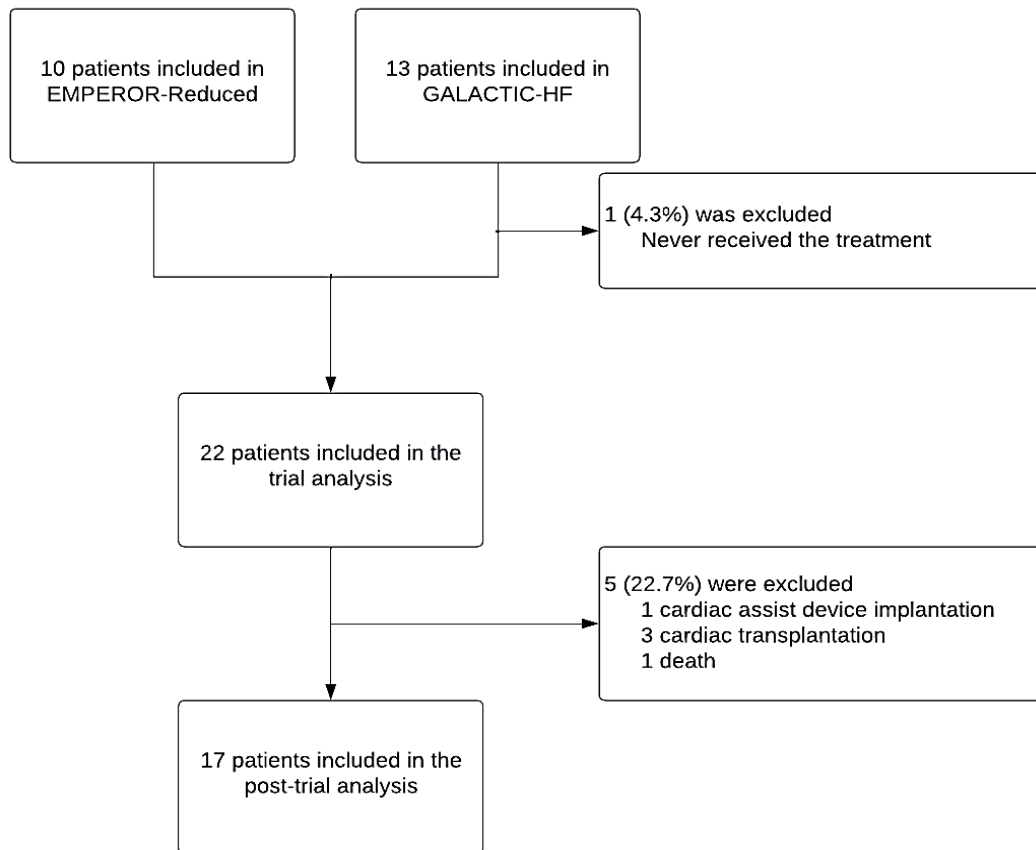 10 patients included in
EMPEROR-Reduced
13 patients included in
GALACTIC-HF
1 (4.3%) was excluded
Never received the treatment
22 patients included in the
trial analysis
5 (22.7%) were excluded
1 cardiac assist device implantation
3 cardiac transplantation
1 death
17 patients included in the
post-trial analysis